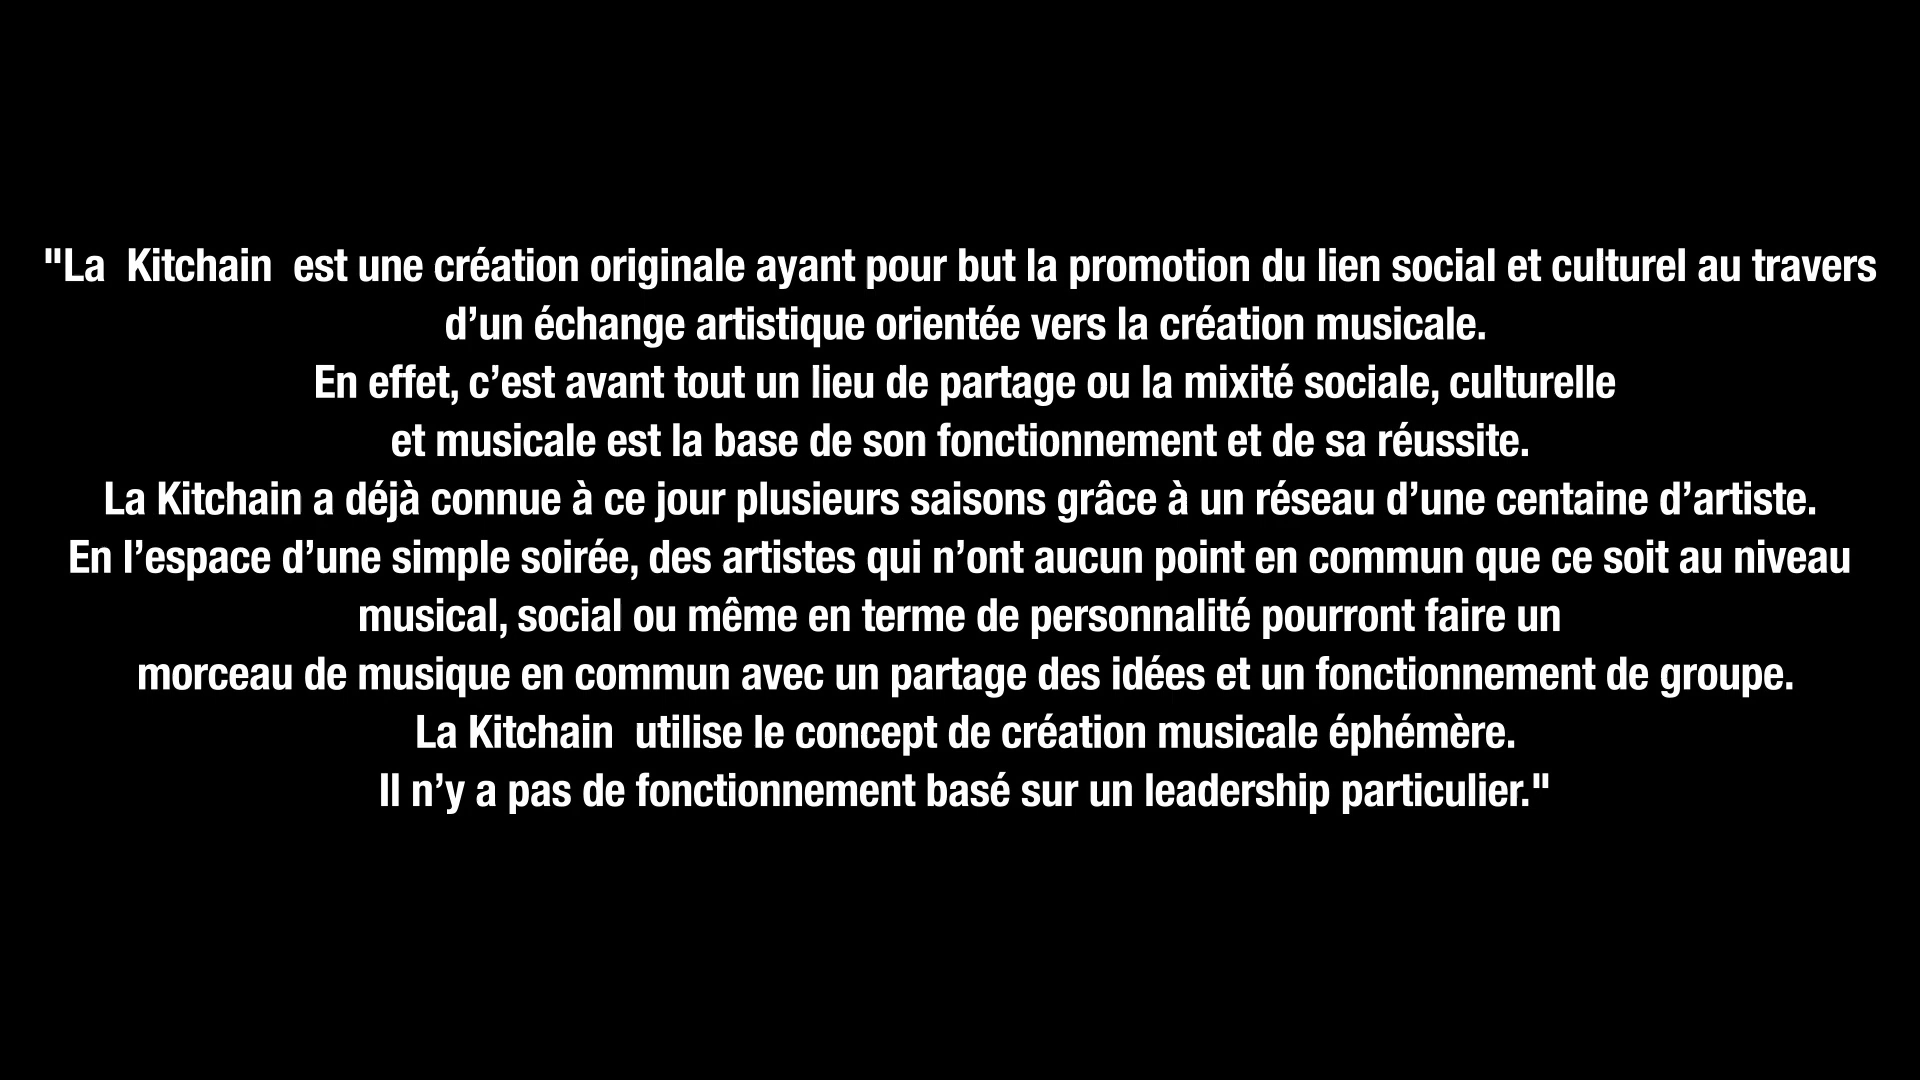 "La  Kitchain  est une création originale ayant pour but la promotion du lien social et culturel au travers
d’un échange artistique orientée vers la création musicale.
En effet, c’est avant tout un lieu de partage ou la mixité sociale, culturelle
et musicale est la base de son fonctionnement et de sa réussite.
La Kitchain a déjà connue à ce jour plusieurs saisons grâce à un réseau d’une centaine d’artiste.
En l’espace d’une simple soirée, des artistes qui n’ont aucun point en commun que ce soit au niveau
musical, social ou même en terme de personnalité pourront faire un
morceau de musique en commun avec un partage des idées et un fonctionnement de groupe.
La Kitchain  utilise le concept de création musicale éphémère.
Il n’y a pas de fonctionnement basé sur un leadership particulier."